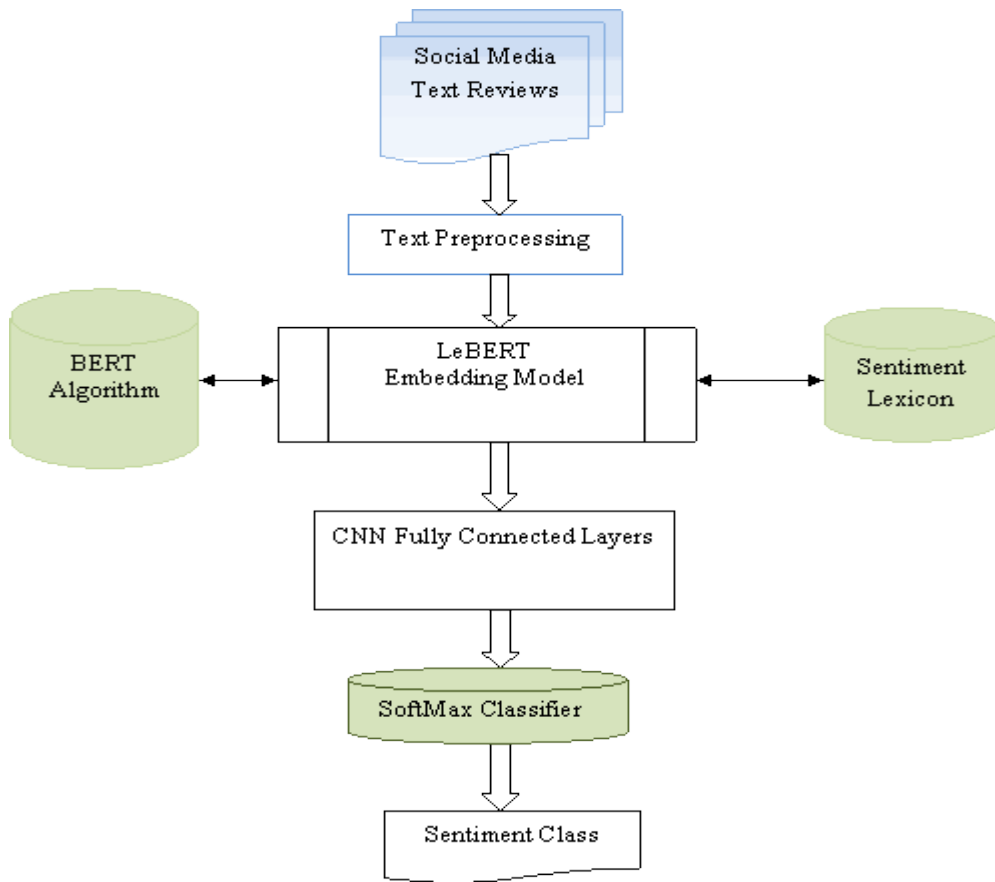 Social Media
Text Reviews
Text Preprocessing
BERT
Algorithm
LeBERT
Embedding Model
Sentiment
Lexicon
CNN Fully Connected Layers
SoftMax Classifier
Sentiment Class